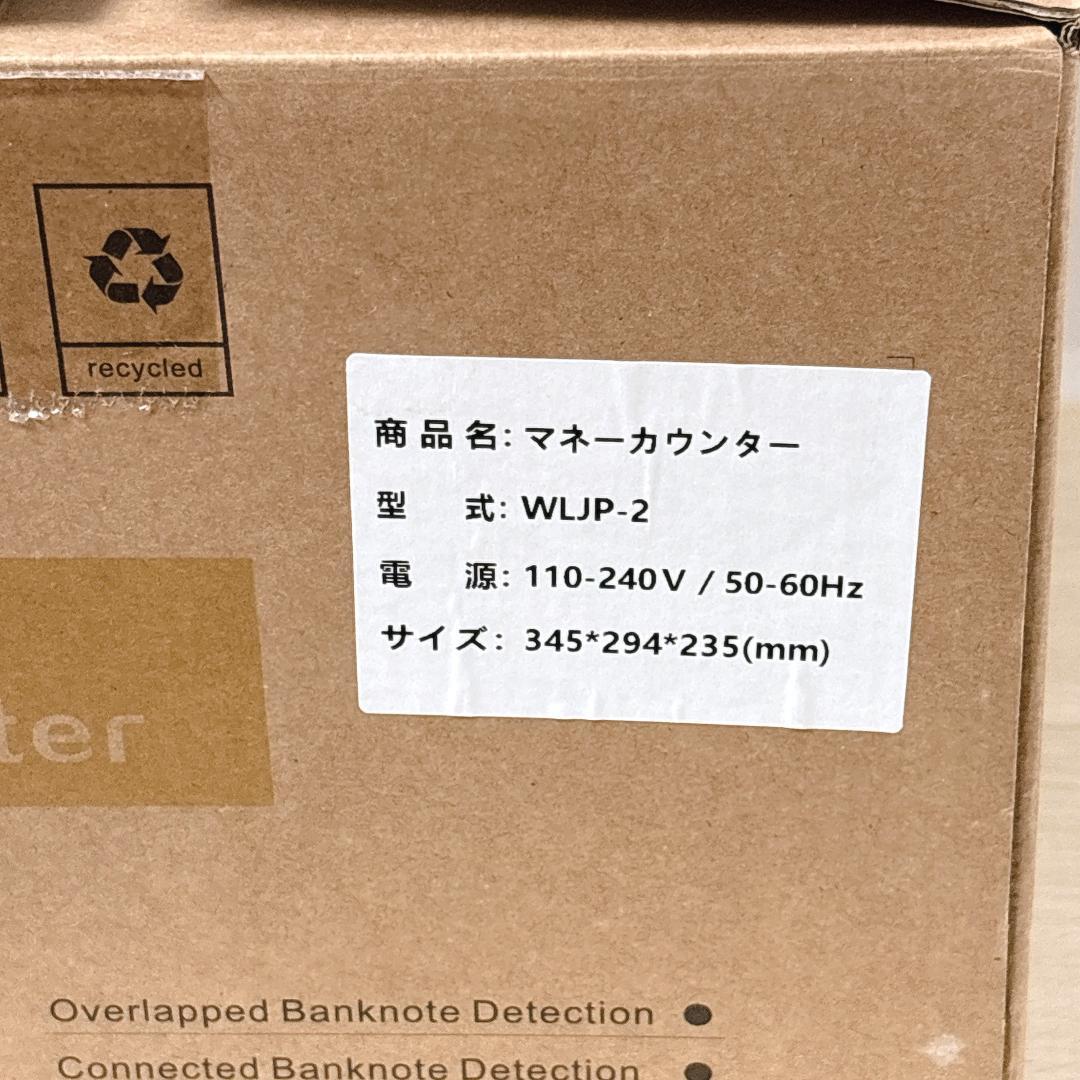 recycled
商品名: マネーカウンター
型 式: WLJP-2
電 源: 110-240V / 50-60Hz
サイズ: 345*294*235(mm)
ter
Overlapped Banknote Detection ●
Connected Banknote Detection ●